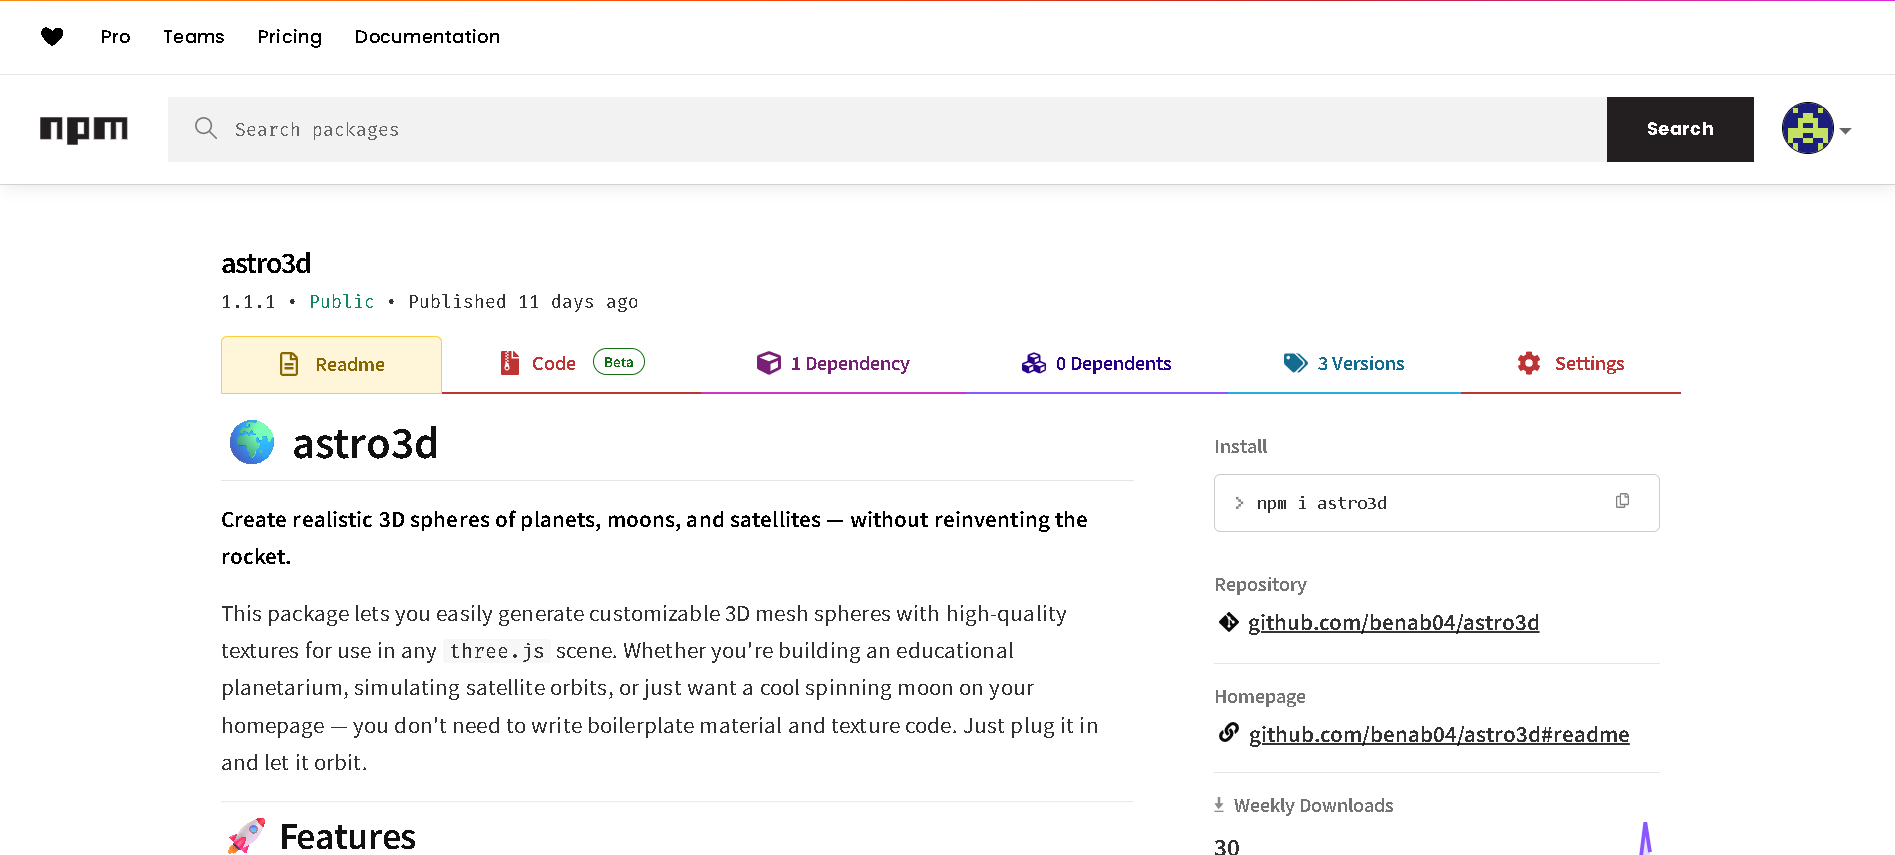 Pro Teams Pricing Documentation
npm
Search packages
Search
astro3d
1.1.1 • Public • Published 11 days ago
Readme
Code Beta
1 Dependency
0 Dependents
3 Versions
Settings
astro3d
Create realistic 3D spheres of planets, moons, and satellites — without reinventing the
rocket.
This package lets you easily generate customizable 3D mesh spheres with high-quality
textures for use in any three.js scene. Whether you're building an educational
planetarium, simulating satellite orbits, or just want a cool spinning moon on your
homepage — you don't need to write boilerplate material and texture code. Just plug it in
and let it orbit.
Features
Install
> npm i astro3d
Repository
github.com/benab04/astro3d
Homepage
github.com/benab04/astro3d#readme
Weekly Downloads
30